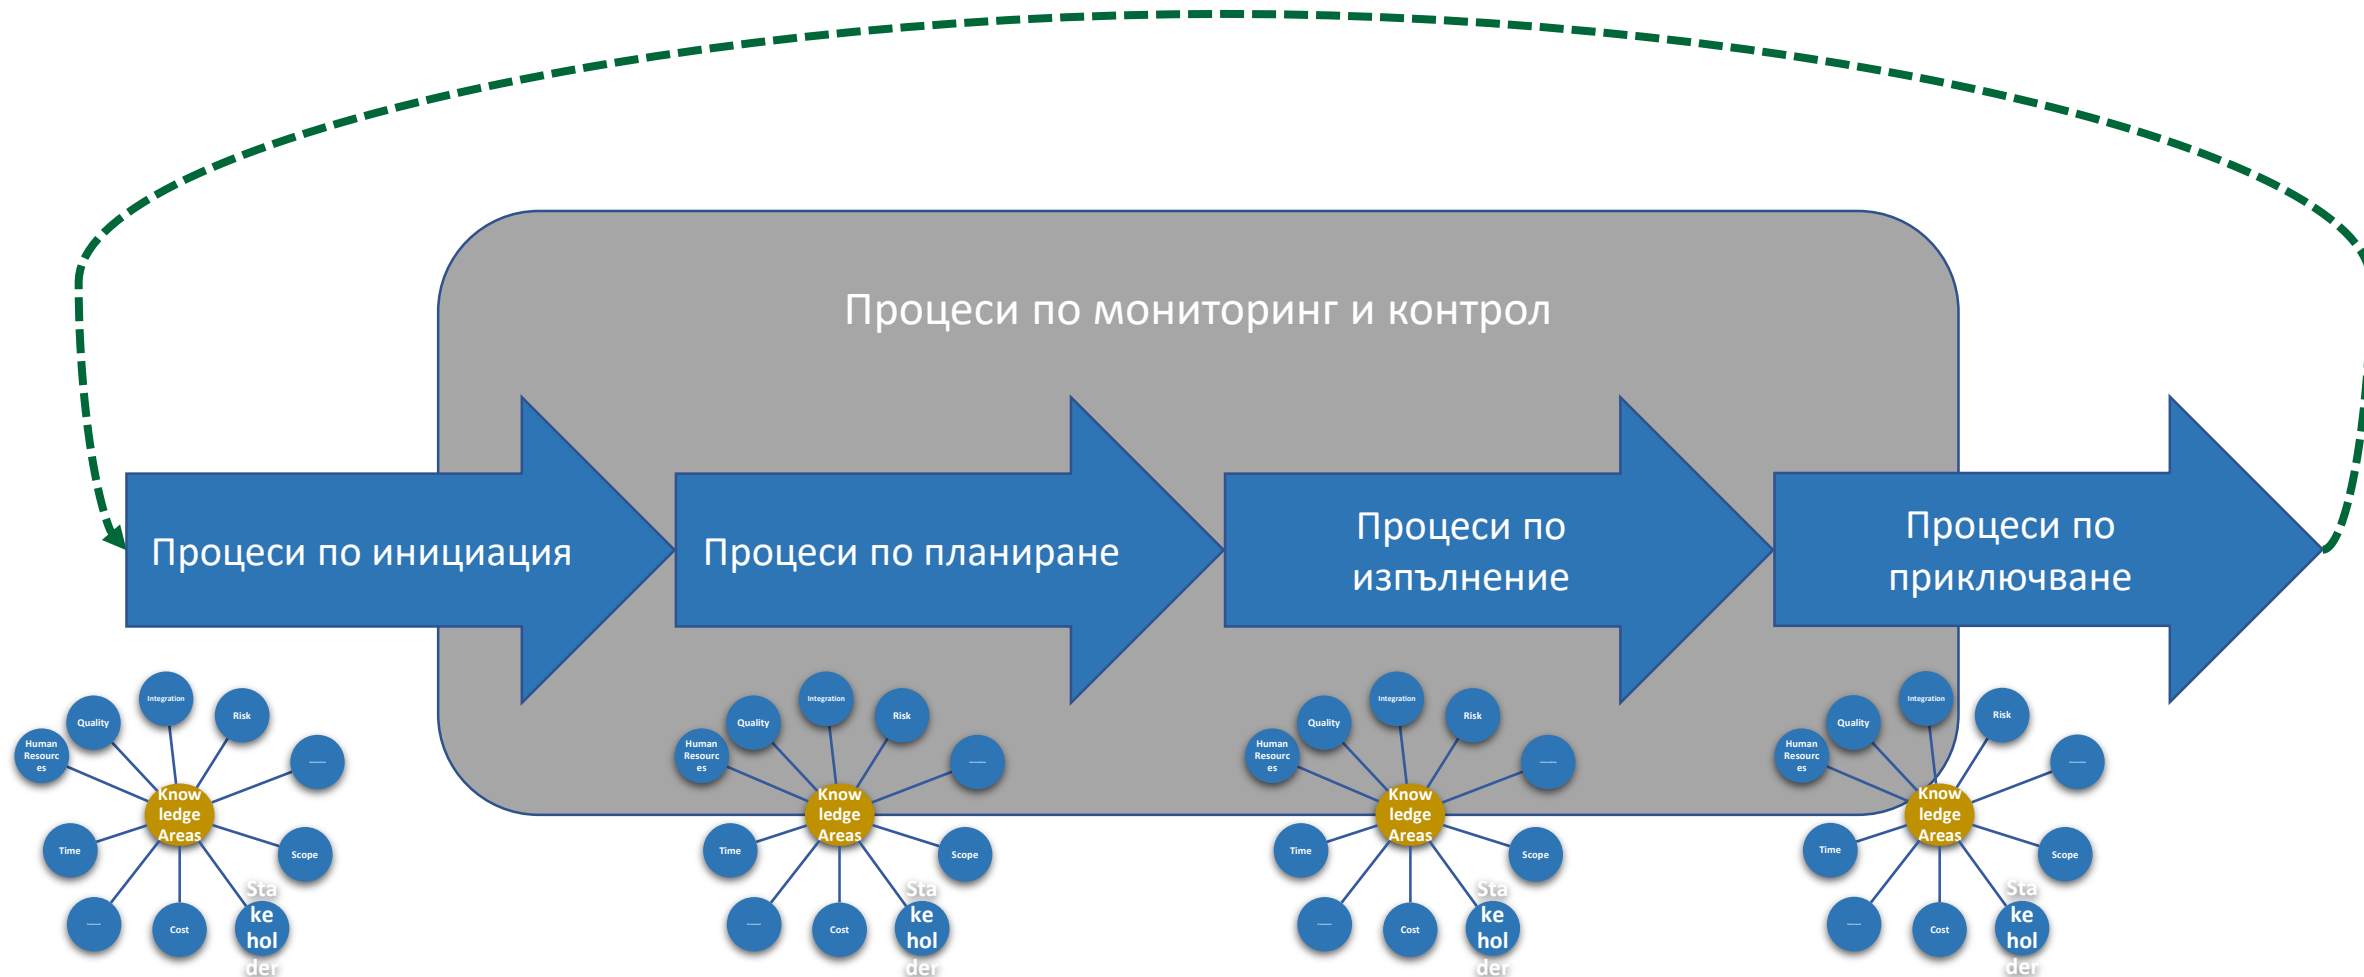 Процеси по мониторинг и контрол
Процеси по инициация
Процеси по планиране
Процеси по
изпълнение
Процеси по
приключване
Integration
Risk
Quality
Human
Resourc
es
Know
ledge
Areas
Time
Scope
Cost
Sta
ke
hol
der
Integration
Risk
Quality
Human
Resourc
es
Know
ledge
Areas
Time
Scope
Cost
Sta
ke
hol
der
Integration
Risk
Quality
Human
Resourc
es
Know
ledge
Areas
Time
Scope
Cost
Sta
ke
hol
der
Integration
Risk
Quality
Human
Resourc
es
Know
ledge
Areas
Time
Scope
Cost
Sta
ke
hol
der